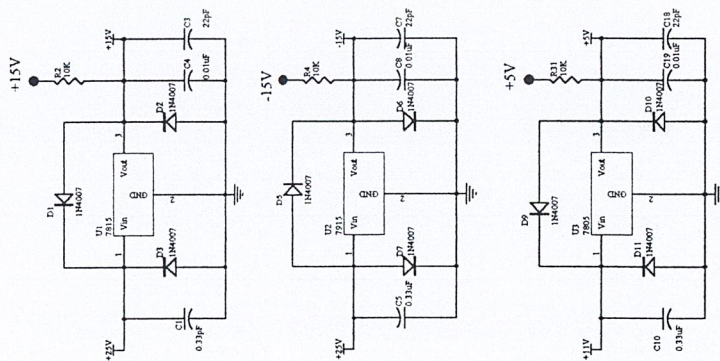 +15V
R2
10K
+15V
C3
22pF
C4
0.01uF
D2
1N4007
3
D1
1N4007
Vout
GND
Vin
2
U1
7815
1
D3
1N4007
C1
0.33pF
+25V
-15V
R4
10K
-15V
C7
22pF
C8
0.01uF
D6
1N4007
3
D5
1N4007
Vout
GND
Vin
2
U2
7915
1
D7
1N4007
C5
0.33uF
+25V
+5V
R31
10K
+5V
C18
22pF
C19
0.01uF
D10
1N4007
3
D9
1N4007
Vout
GND
Vin
2
U3
7805
1
D11
1N4007
C10
0.33uF
+11V